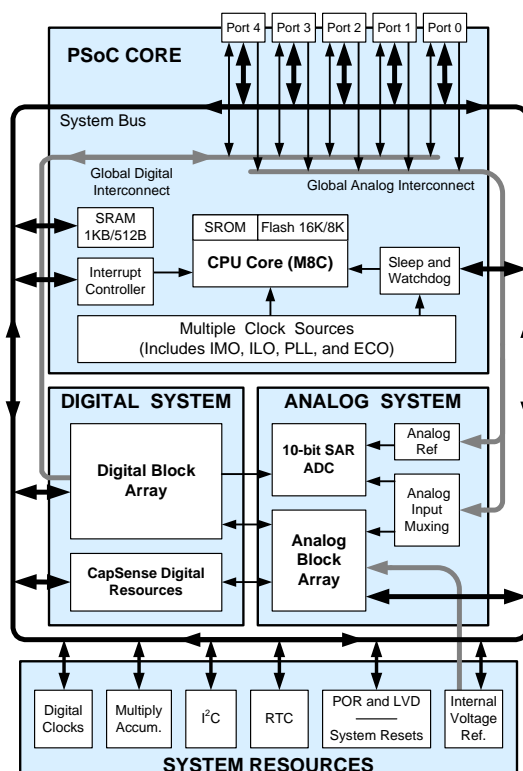 Port 4 Port 3 Port 2 Port 1 Port 0
PSoC CORE
System Bus
Global Digital
Interconnect
Global Analog Interconnect
SRAM
1KB/512B
SROM Flash 16K/8K
CPU Core (M8C)
Interrupt
Controller
Sleep and
Watchdog
Multiple Clock Sources
(Includes IMO, ILO, PLL, and ECO)
DIGITAL SYSTEM
ANALOG SYSTEM
Digital Block
Array
10-bit SAR
ADC
Analog
Ref
Analog
Input
Muxing
Analog
Block
Array
CapSense Digital
Resources
Digital
Clocks
Multiply
Accum.
I²C
RTC
POR and LVD
System Resets
Internal
Voltage
Ref.
SYSTEM RESOURCES